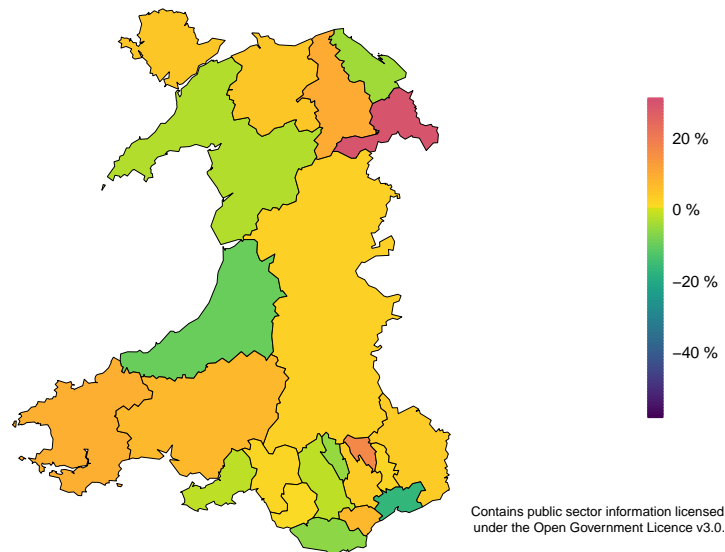 20 %
0 %
−20 %
−40 %
Contains public sector information licensed
under the Open Government Licence v3.0.